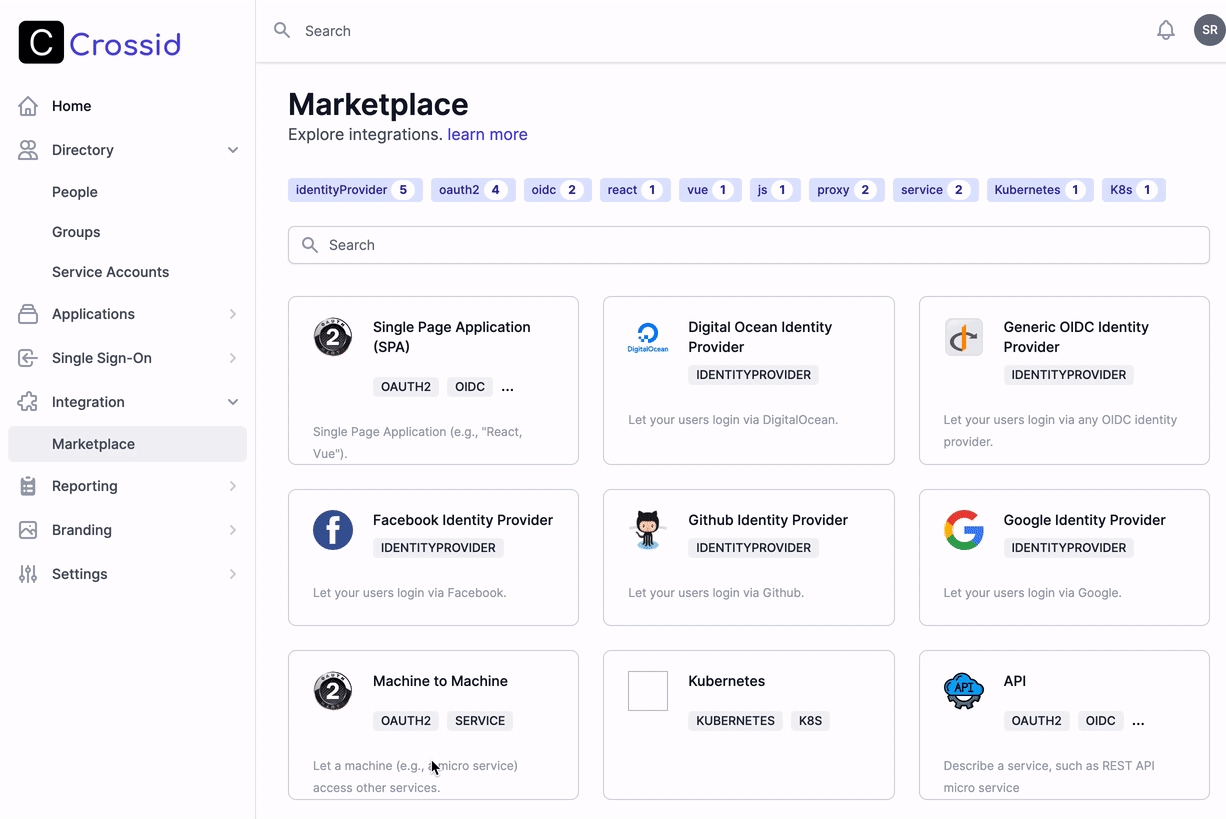 C Crossid
Search
SR
Home
Directory
People
Groups
Service Accounts
Applications
Single Sign-On
Integration
Marketplace
Reporting
Branding
Settings
Marketplace
Explore integrations. learn more
identityProvider 5 oauth2 4 oidc 2 react 1 vue 1 js 1 proxy 2 service 2 Kubernetes 1 K8s 1
Search
Single Page Application
(SPA)
OAUTH2 OIDC ...
Single Page Application (e.g., "React,
Vue").
DigitalOcean
Digital Ocean Identity
Provider
IDENTITYPROVIDER
Let your users login via DigitalOcean.
Generic OIDC Identity
Provider
IDENTITYPROVIDER
Let your users login via any OIDC identity
provider.
Facebook Identity Provider
IDENTITYPROVIDER
Let your users login via Facebook.
Github Identity Provider
IDENTITYPROVIDER
Let your users login via Github.
Google Identity Provider
IDENTITYPROVIDER
Let your users login via Google.
Machine to Machine
OAUTH2 SERVICE
Let a machine (e.g., a micro service)
access other services.
Kubernetes
KUBERNETES K8S
API
API
OAUTH2 OIDC ...
Describe a service, such as REST API
micro service